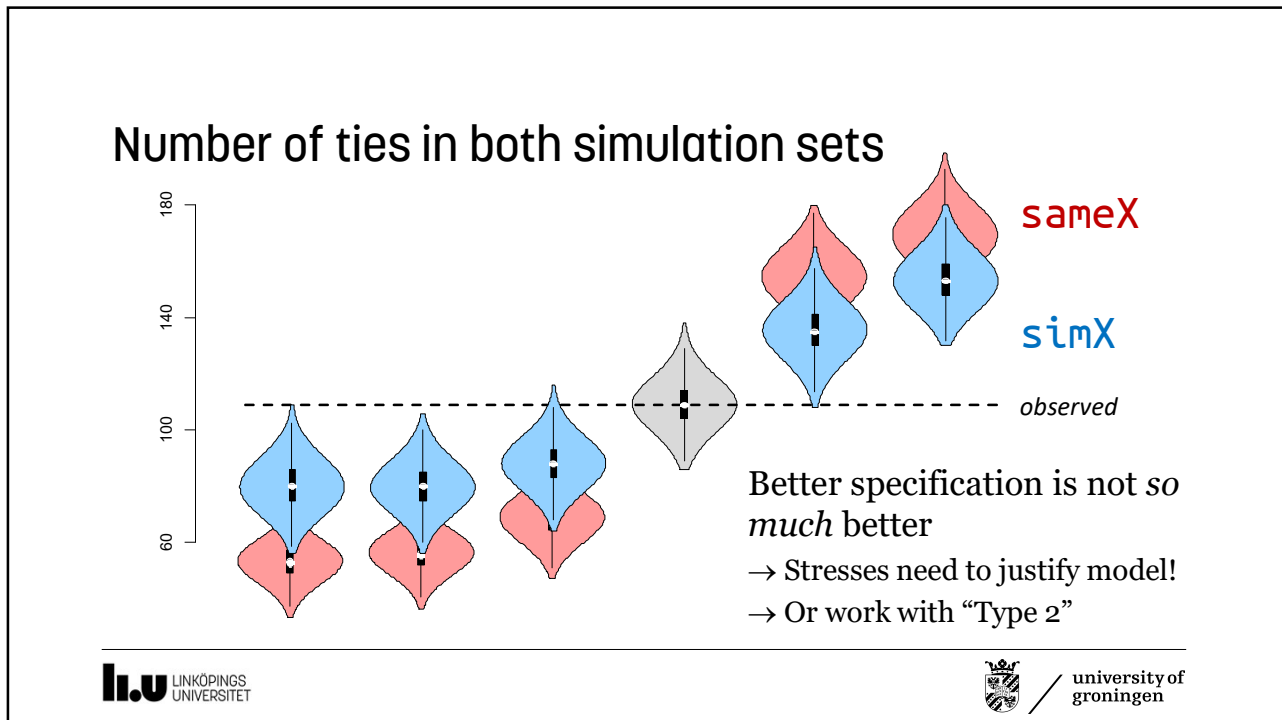 Number of ties in both simulation sets
180
140
100
60
sameX
simX
observed
Better specification is not so
much better
→ Stresses need to justify model!
→ Or work with “Type 2”
li.u LINKÖPINGS
UNIVERSITET
university of
groningen